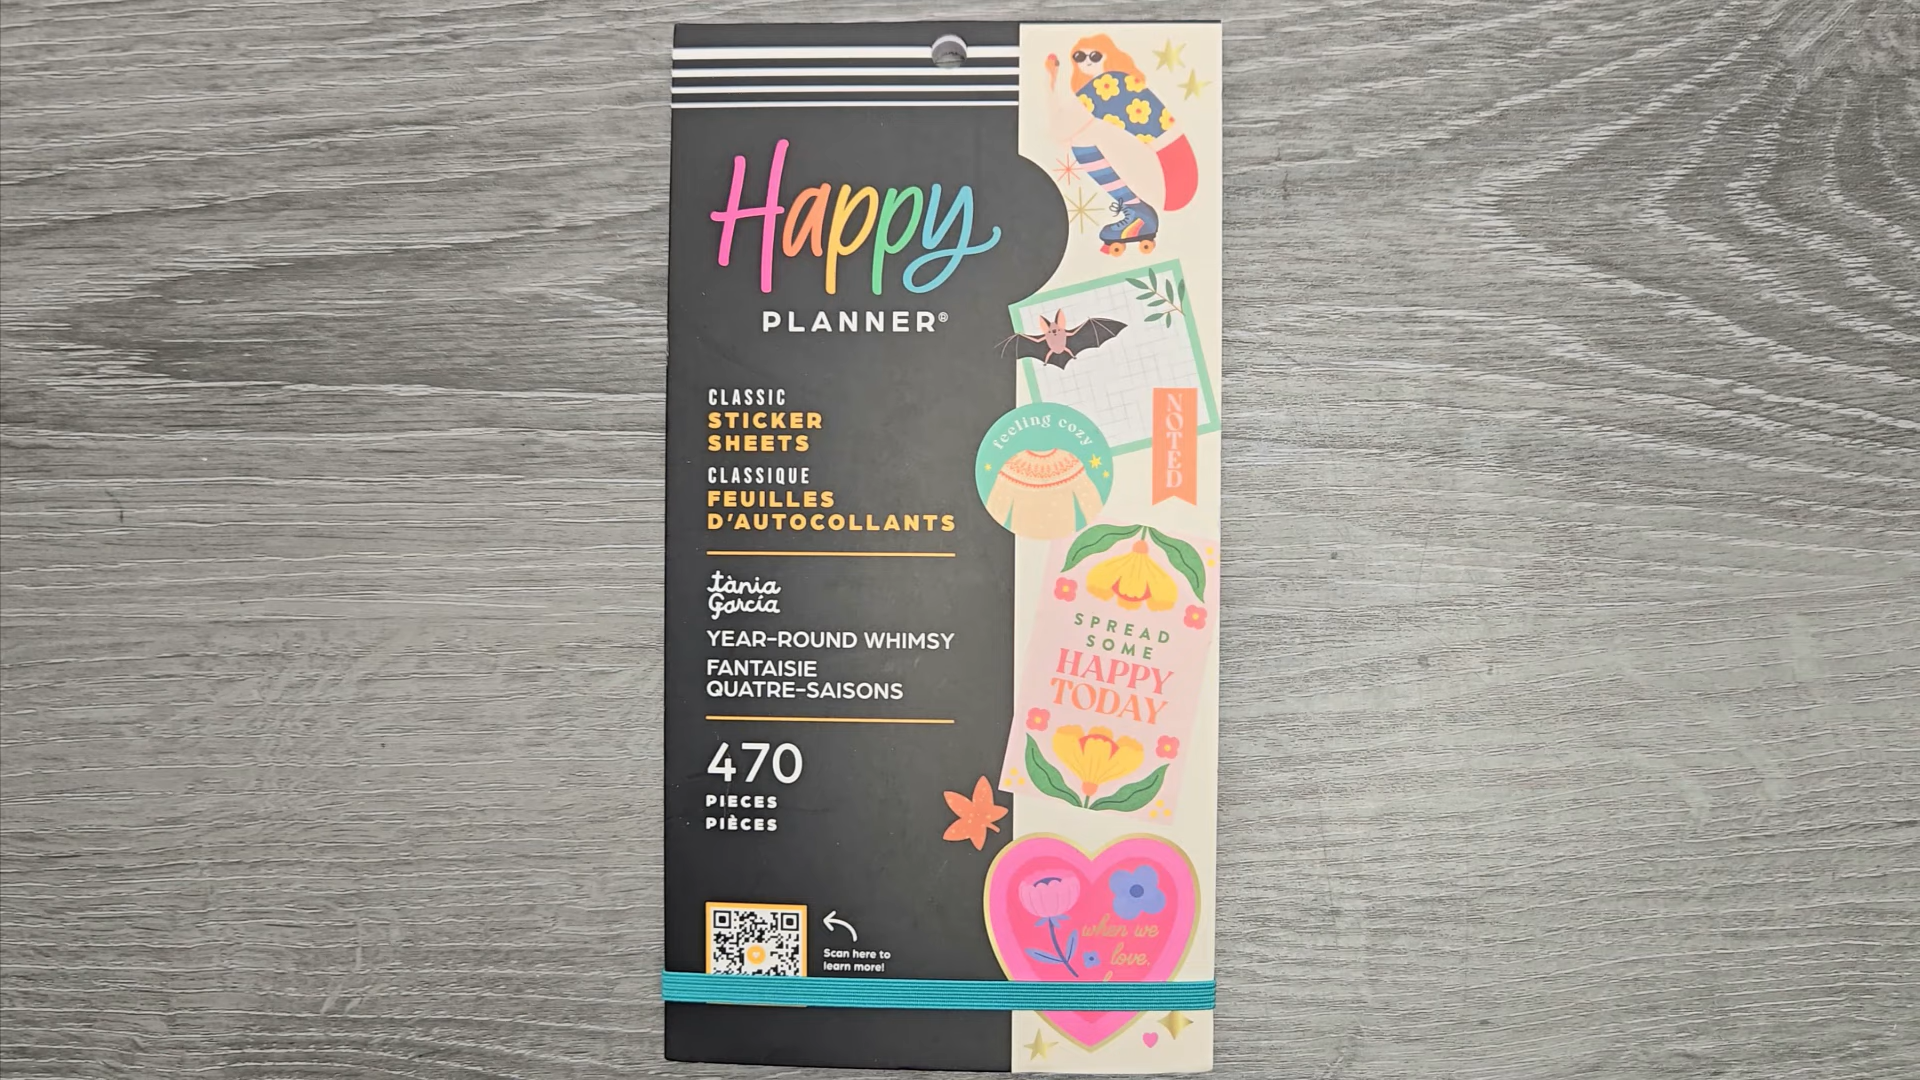 Happy
PLANNER®
CLASSIC
STICKER
SHEETS
CLASSIQUE
FEUILLES
D'AUTOCOLLANTS
tània
García
YEAR-ROUND WHIMSY
FANTAISIE
QUATRE-SAISONS
470
PIECES
PIÈCES
Scan here to
learn more!
feeling cozy
NOTED
SPREAD
SOME
HAPPY
TODAY
when we
love.